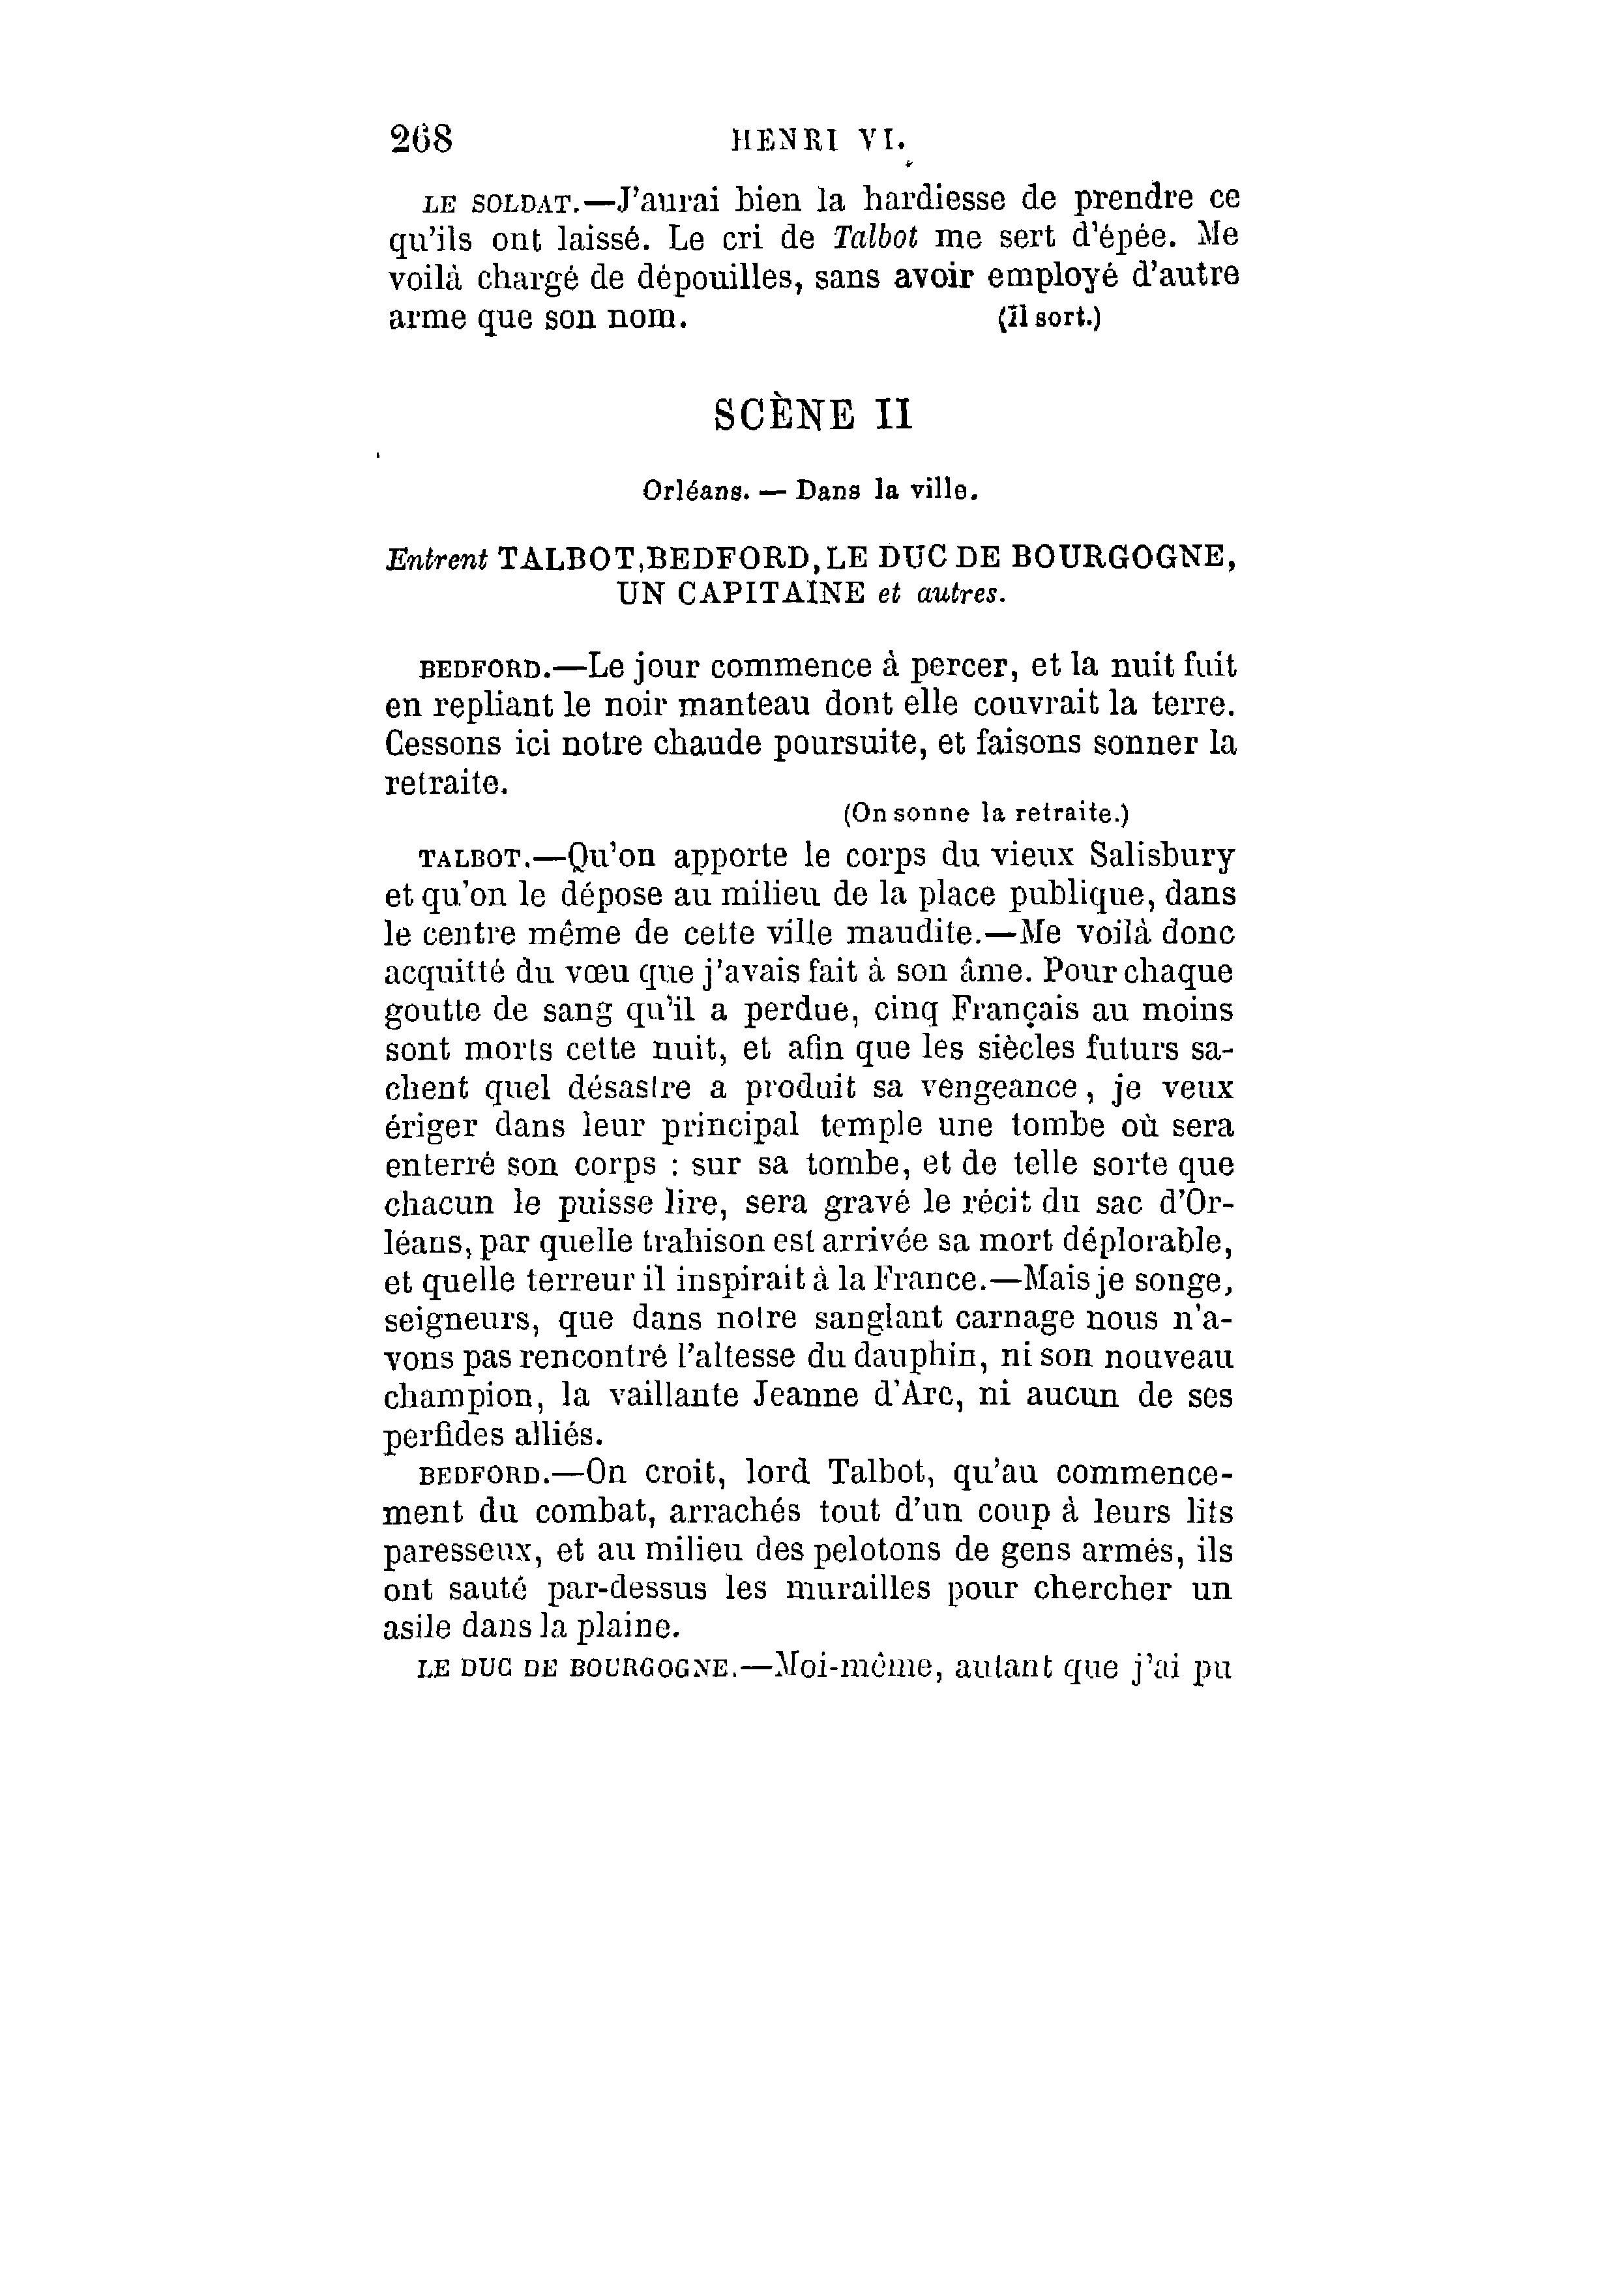 268 HENRI VI.
LE SOLDAT.—J'aurai bien la hardiesse de prendre ce
qu'ils ont laissé. Le cri de Talbot me sert d'épée. Me
voilà chargé de dépouilles, sans avoir employé d'autre
arme que son nom. (Il sort.)
SCÈNE II
Orléans. — Dans la ville.
Entrent TALBOT, BEDFORD, LE DUC DE BOURGOGNE,
UN CAPITAINE et autres.
BEDFORD.—Le jour commence à percer, et la nuit fuit
en repliant le noir manteau dont elle couvrait la terre.
Cessons ici notre chaude poursuite, et faisons sonner la
retraite.
(On sonne la retraite.)
TALBOT.—Qu'on apporte le corps du vieux Salisbury
et qu'on le dépose au milieu de la place publique, dans
le centre même de cette ville maudite.—Me voilà donc
acquitté du vœu que j'avais fait à son âme. Pour chaque
goutte de sang qu'il a perdue, cinq Français au moins
sont morts cette nuit, et afin que les siècles futurs sa-
chent quel désastre a produit sa vengeance, je veux
ériger dans leur principal temple une tombe où sera
enterré son corps : sur sa tombe, et de telle sorte que
chacun le puisse lire, sera gravé le récit du sac d'Or-
léans, par quelle trahison est arrivée sa mort déplorable,
et quelle terreur il inspirait à la France.—Mais je songe,
seigneurs, que dans notre sanglant carnage nous n'a-
vons pas rencontré l'altesse du dauphin, ni son nouveau
champion, la vaillante Jeanne d'Arc, ni aucun de ses
perfides alliés.
BEDFORD.—On croit, lord Talbot, qu'au commence-
ment du combat, arrachés tout d'un coup à leurs lits
paresseux, et au milieu des pelotons de gens armés, ils
ont sauté par-dessus les murailles pour chercher un
asile dans la plaine.
LE DUC DE BOURGOGNE.—Moi-même, autant que j'ai pu